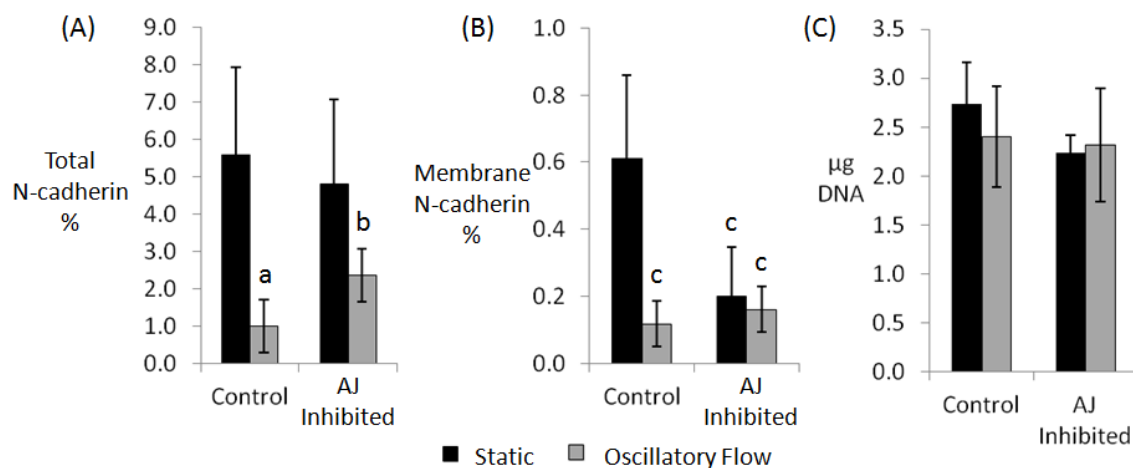 (A)
Total
N-cadherin
%
9.0
8.0
7.0
6.0
5.0
4.0
3.0
2.0
1.0
0.0
a
b
Control
AJ
Inhibited
(B)
Membrane
N-cadherin
%
1.0
0.8
0.6
0.4
0.2
0.0
c
c
c
Control
AJ
Inhibited
(C)
µg
DNA
3.5
3.0
2.5
2.0
1.5
1.0
0.5
0.0
Control
AJ
Inhibited
Static
Oscillatory Flow